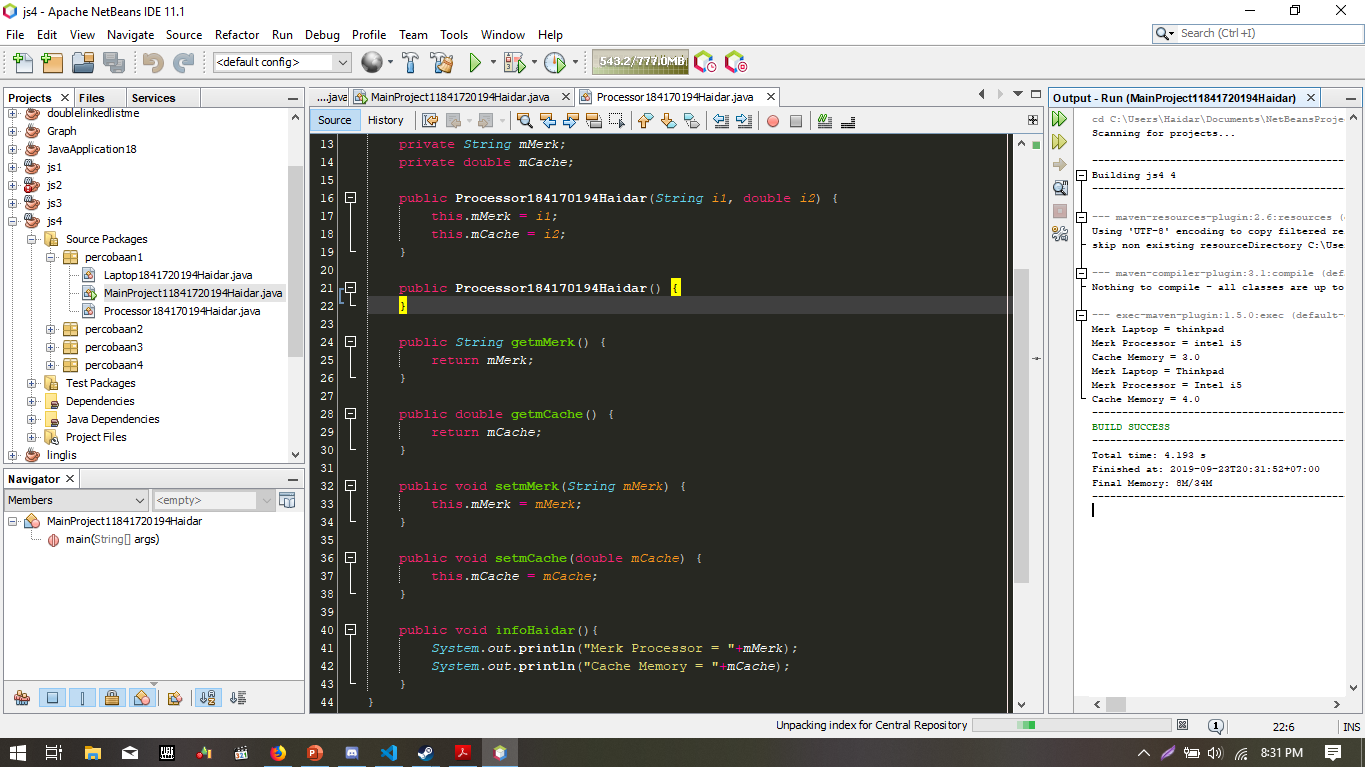 js4 - Apache NetBeans IDE 11.1
File Edit View Navigate Source Refactor Run Debug Profile Team Tools Window Help
Search (Ctrl+I)
<default config>
543.2/777.0MB
Projects Files Services
doublelinkedlistme
Graph
JavaApplication18
js1
js2
js3
js4
Source Packages
percobaan1
Laptop1841720194Haidar.java
MainProject11841720194Haidar.java
Processor184170194Haidar.java
percobaan2
percobaan3
percobaan4
Test Packages
Dependencies
Java Dependencies
Project Files
linglis
Navigator
Members
<empty>
MainProject11841720194Haidar
main(String[] args)
....java MainProject11841720194Haidar.java Processor184170194Haidar.java
Source History
13 private String mMerk;
14 private double mCache;
15
16 public Processor184170194Haidar(String i1, double i2) {
17 this.mMerk = i1;
18 this.mCache = i2;
19 }
20
21 public Processor184170194Haidar() {
22 }
23
24 public String getmMerk() {
25 return mMerk;
26 }
27
28 public double getmCache() {
29 return mCache;
30 }
31
32 public void setmMerk(String mMerk) {
33 this.mMerk = mMerk;
34 }
35
36 public void setmCache(double mCache) {
37 this.mCache = mCache;
38 }
39
40 public void infoHaidar(){
41 System.out.println("Merk Processor = "+mMerk);
42 System.out.println("Cache Memory = "+mCache);
43 }
44 }
Output - Run (MainProject11841720194Haidar)
cd C:\Users\Haidar\Documents\NetBeansProje
Scanning for projects...
------------------------------------------
Building js4 4
------------------------------------------
--- maven-resources-plugin:2.6:resources (
Using 'UTF-8' encoding to copy filtered re
skip non existing resourceDirectory C:\Use
--- maven-compiler-plugin:3.1:compile (def
Nothing to compile - all classes are up to
--- exec-maven-plugin:1.5.0:exec (default-
Merk Laptop = thinkpad
Merk Processor = intel i5
Cache Memory = 3.0
Merk Laptop = Thinkpad
Merk Processor = Intel i5
Cache Memory = 4.0
------------------------------------------
BUILD SUCCESS
------------------------------------------
Total time: 4.193 s
Finished at: 2019-09-23T20:31:52+07:00
Final Memory: 8M/34M
------------------------------------------
Unpacking index for Central Repository
1
22:6
INS
8:31 PM